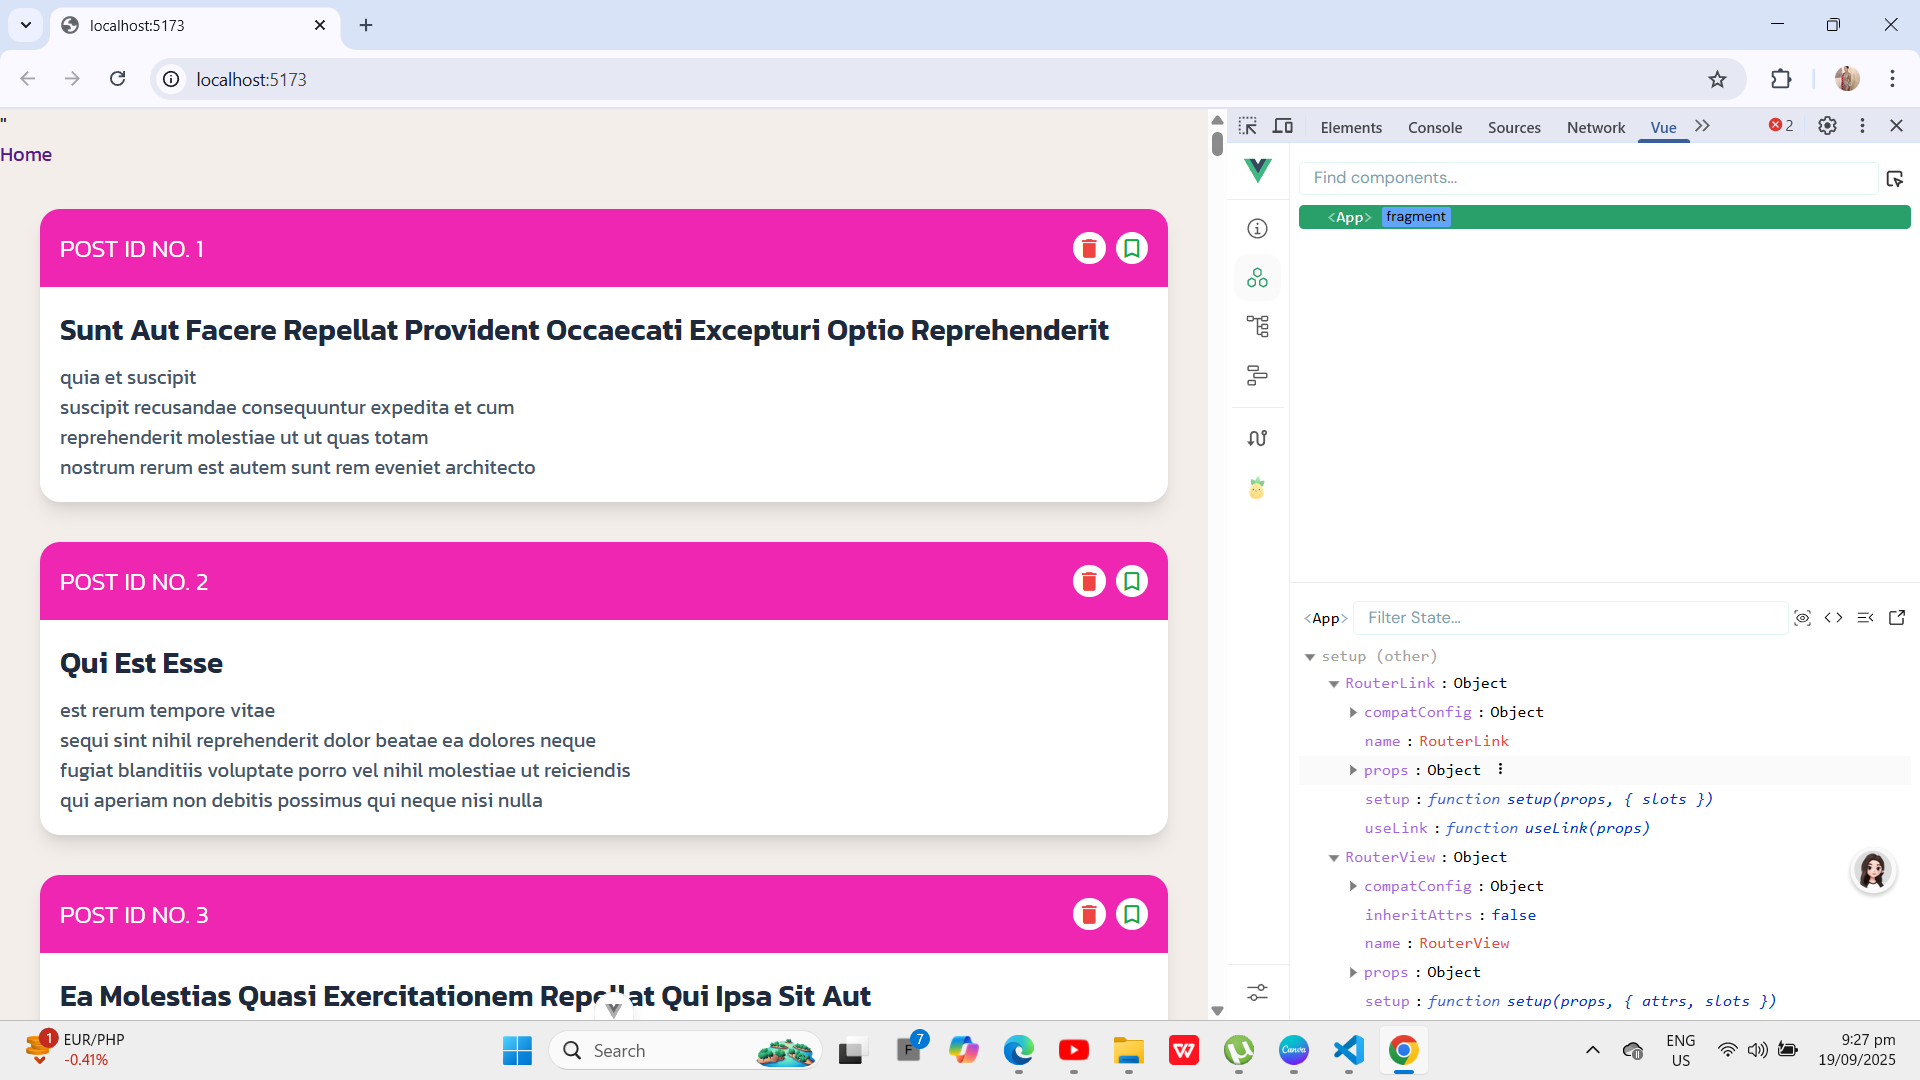 localhost:5173
localhost:5173
"
Home
POST ID NO. 1
Sunt Aut Facere Repellat Provident Occaecati Excepturi Optio Reprehenderit
quia et suscipit
suscipit recusandae consequuntur expedita et cum
reprehenderit molestiae ut ut quas totam
nostrum rerum est autem sunt rem eveniet architecto
POST ID NO. 2
Qui Est Esse
est rerum tempore vitae
sequi sint nihil reprehenderit dolor beatae ea dolores neque
fugiat blanditiis voluptate porro vel nihil molestiae ut reiciendis
qui aperiam non debitis possimus qui neque nisi nulla
POST ID NO. 3
Ea Molestias Quasi Exercitationem Repellat Qui Ipsa Sit Aut
Elements Console Sources Network Vue 2
Find components...
<App> fragment
<App> Filter State...
setup (other)
RouterLink : Object
compatConfig : Object
name : RouterLink
props : Object
setup : function setup(props, { slots })
useLink : function useLink(props)
RouterView : Object
compatConfig : Object
inheritAttrs : false
name : RouterView
props : Object
setup : function setup(props, { attrs, slots })
1
EUR/PHP
-0.41%
Search
F 7
W
Canva
ENG
US
9:27 pm
19/09/2025